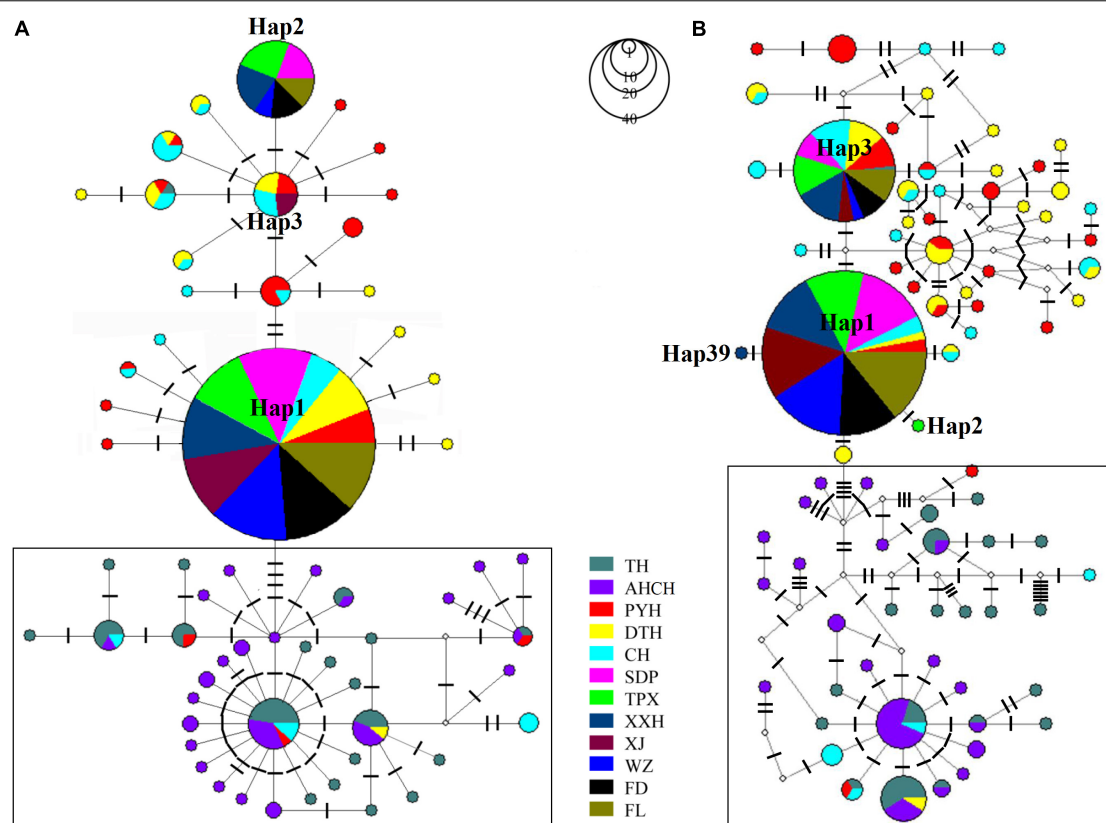 A
Hap2
Hap3
Hap1
1
10
20
40
B
Hap3
Hap1
Hap39
Hap2
TH
AHCH
PYH
DTH
CH
SDP
TPX
XXH
XJ
WZ
FD
FL